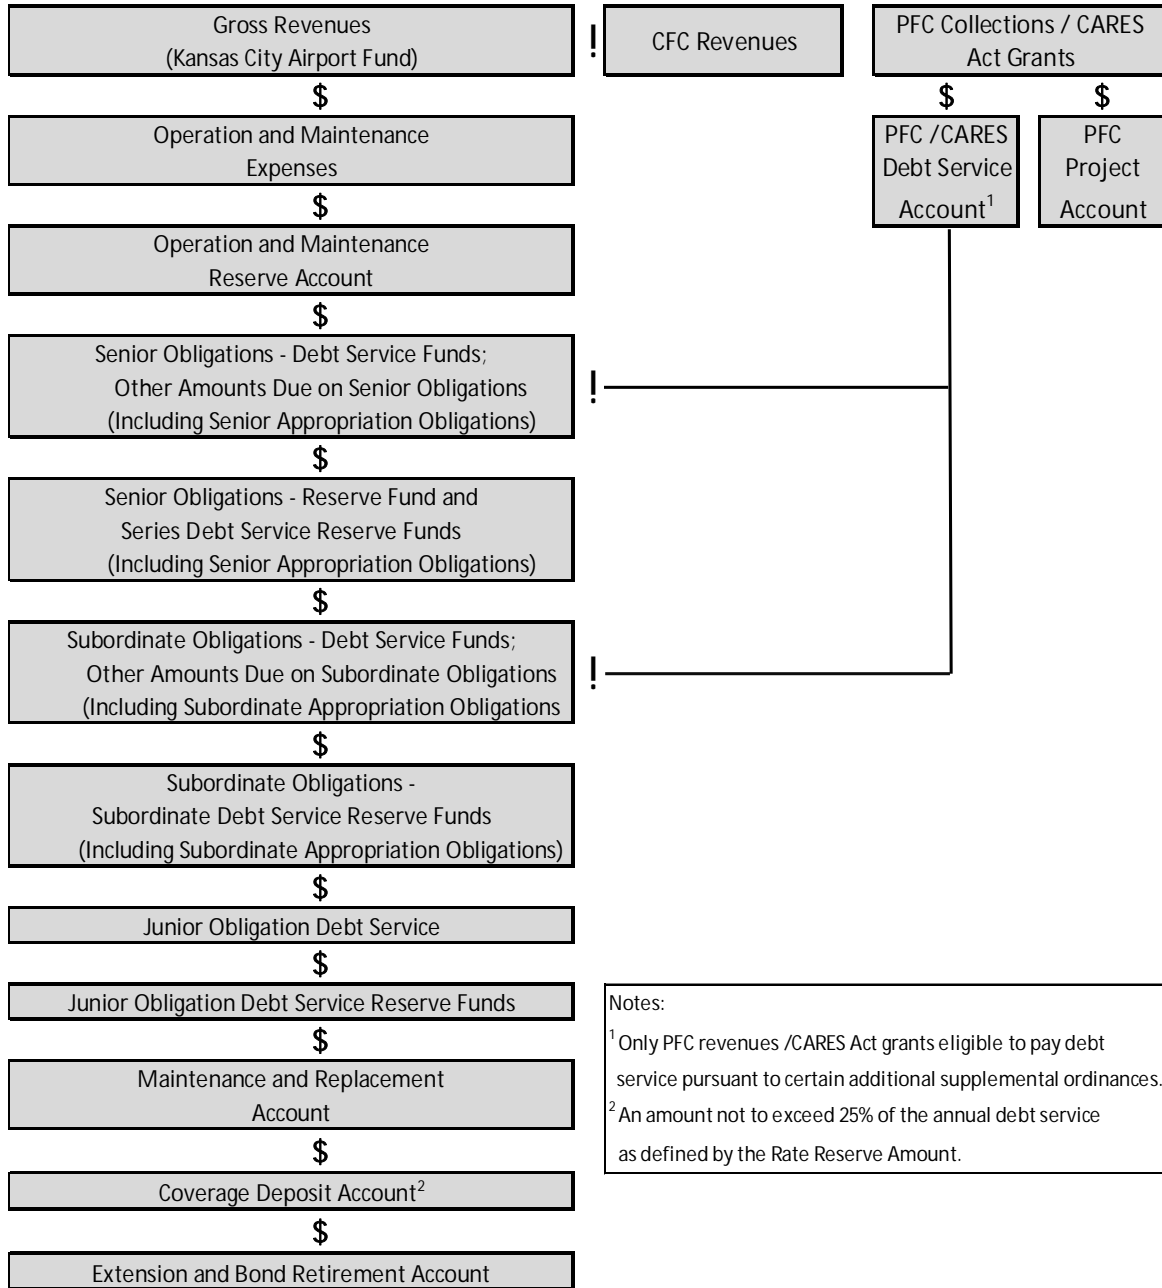 Gross Revenues
(Kansas City Airport Fund)
!
CFC Revenues
PFC Collections / CARES
Act Grants
$
$
$
Operation and Maintenance
Expenses
PFC /CARES
Debt Service
Account1
PFC
Project
Account
$
Operation and Maintenance
Reserve Account
$
Senior Obligations - Debt Service Funds;
Other Amounts Due on Senior Obligations
(Including Senior Appropriation Obligations)
!
$
Senior Obligations - Reserve Fund and
Series Debt Service Reserve Funds
(Including Senior Appropriation Obligations)
$
Subordinate Obligations - Debt Service Funds;
Other Amounts Due on Subordinate Obligations
(Including Subordinate Appropriation Obligations
!
$
Subordinate Obligations -
Subordinate Debt Service Reserve Funds
(Including Subordinate Appropriation Obligations)
$
Junior Obligation Debt Service
$
Junior Obligation Debt Service Reserve Funds
$
Maintenance and Replacement
Account
$
Coverage Deposit Account2
$
Extension and Bond Retirement Account
Notes:
1 Only PFC revenues /CARES Act grants eligible to pay debt
service pursuant to certain additional supplemental ordinances.
2 An amount not to exceed 25% of the annual debt service
as defined by the Rate Reserve Amount.